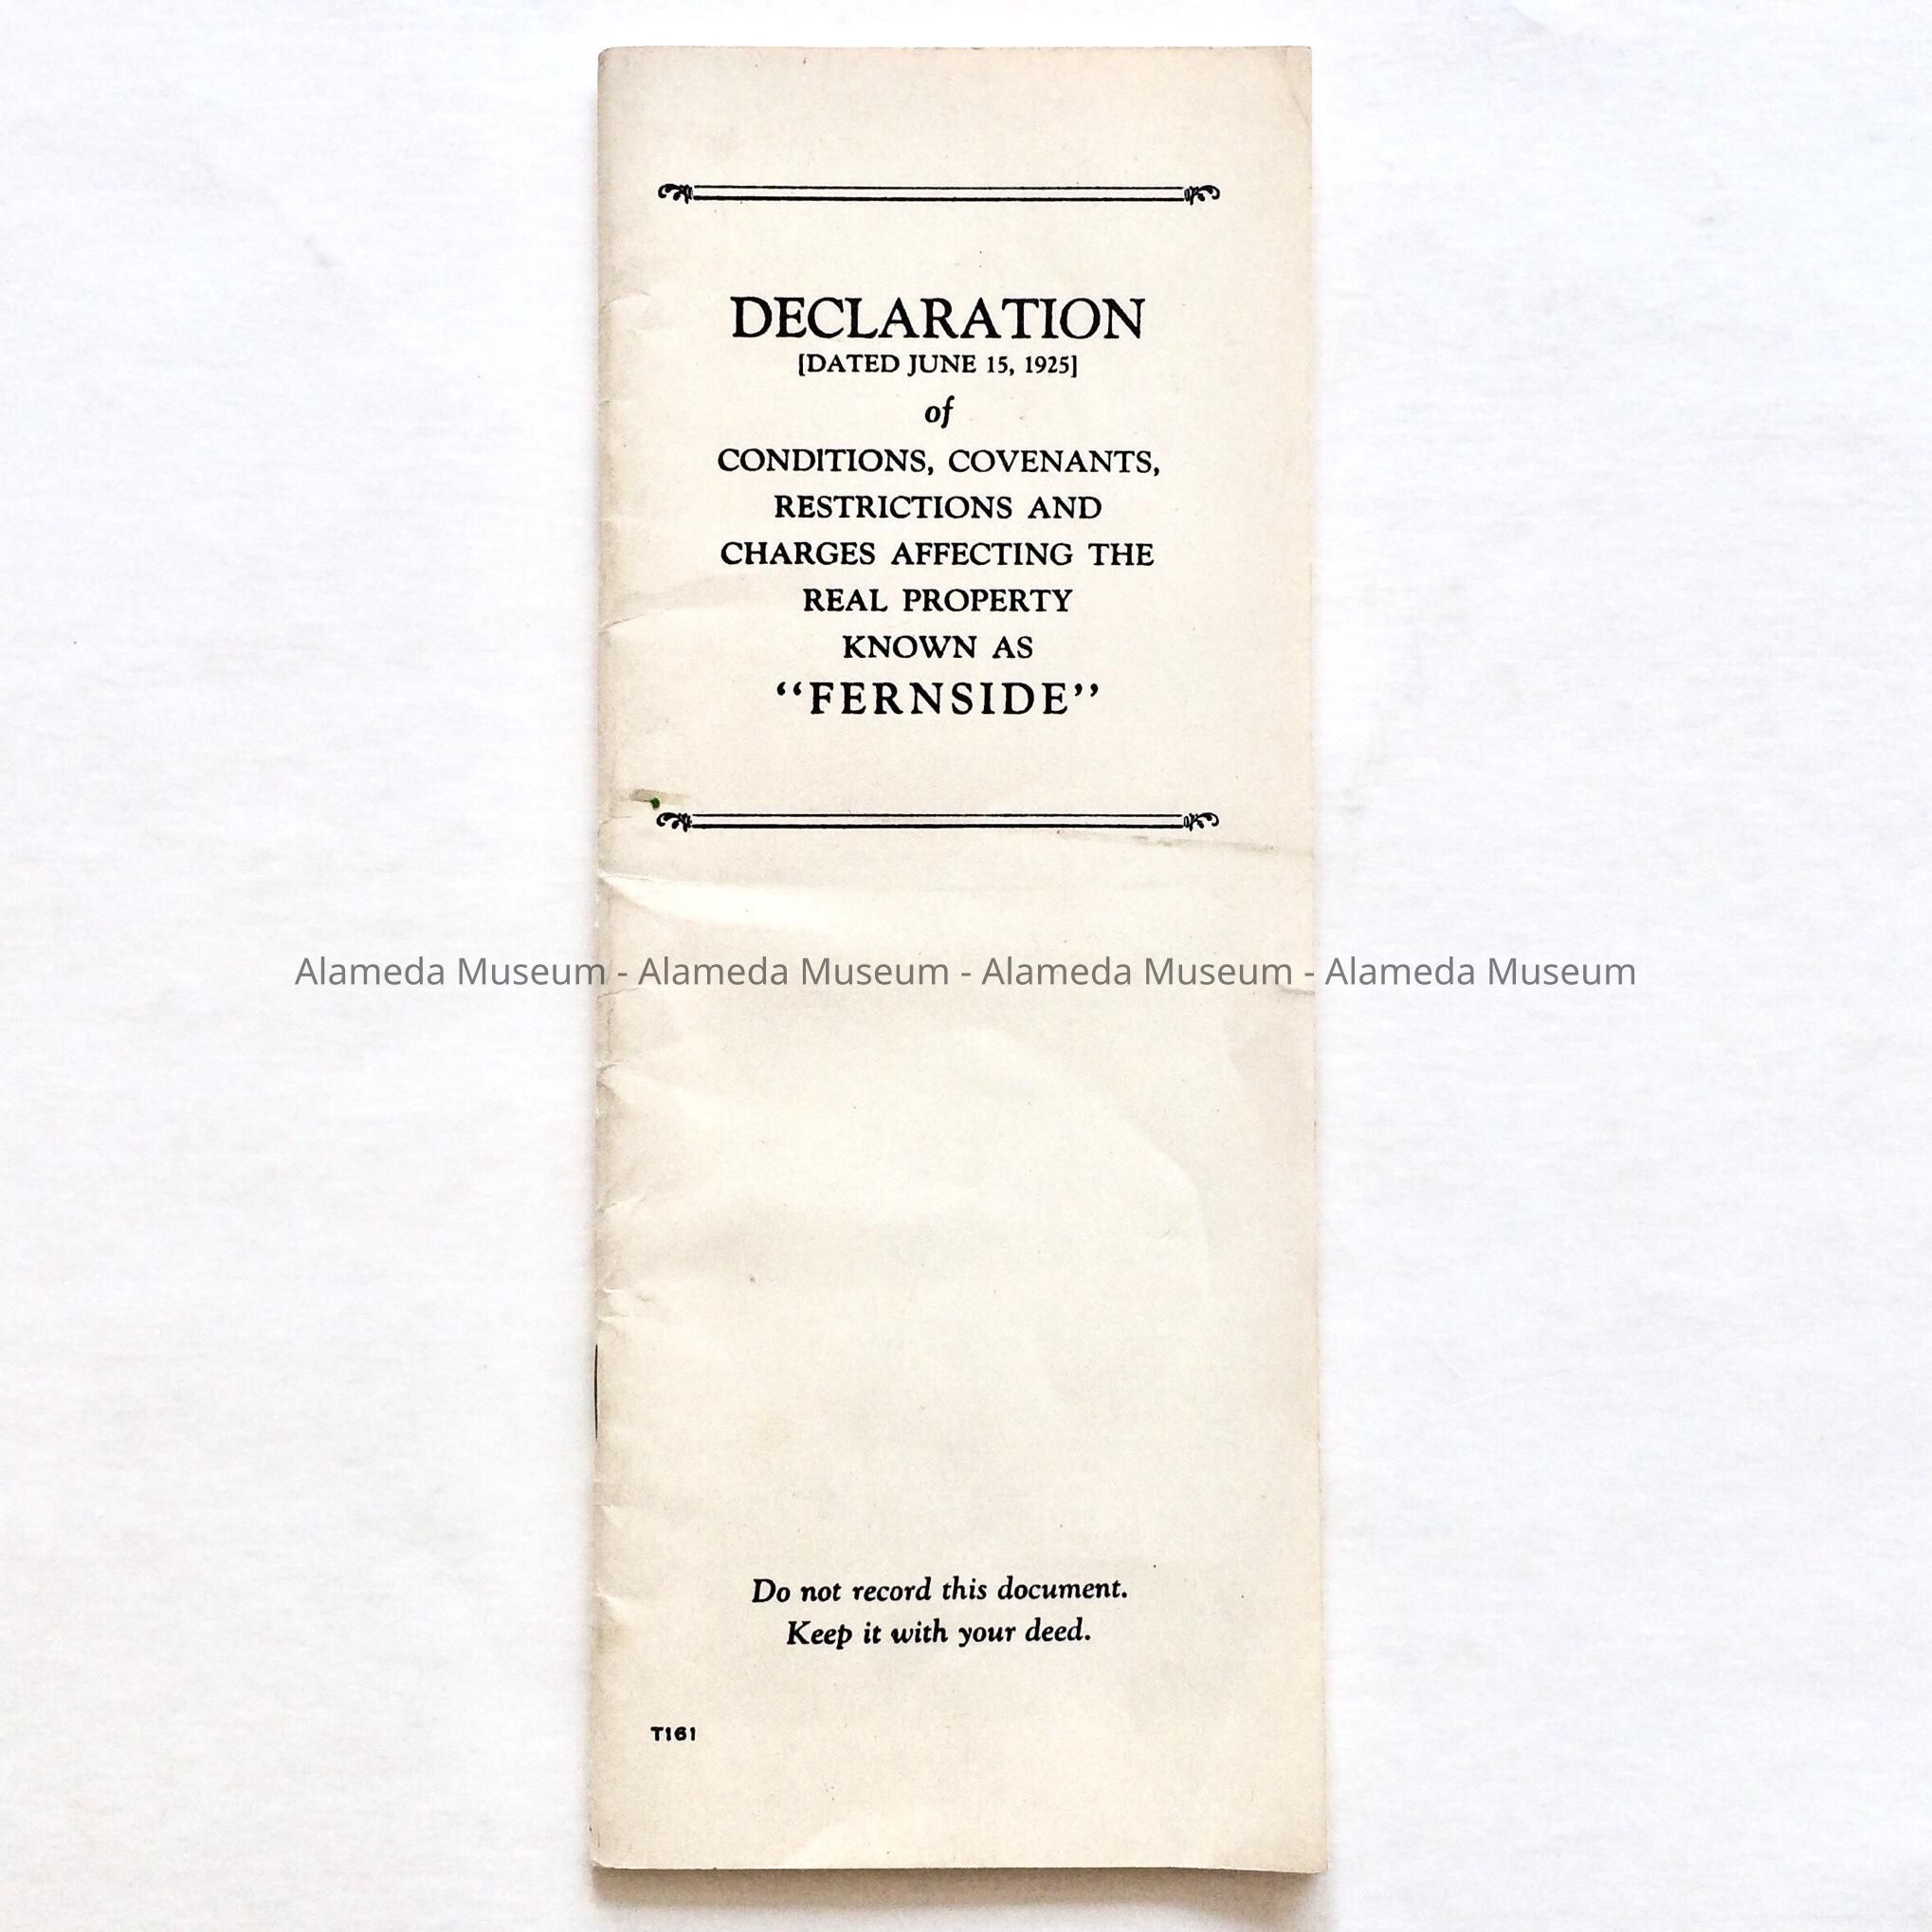 DECLARATION
[DATED JUNE 15, 1925]
of
CONDITIONS, COVENANTS,
RESTRICTIONS AND
CHARGES AFFECTING THE
REAL PROPERTY
KNOWN AS
“FERNSIDE”
Alameda Museum - Alameda Museum - Alameda Museum - Alameda Museum
Do not record this document.
Keep it with your deed.
T161